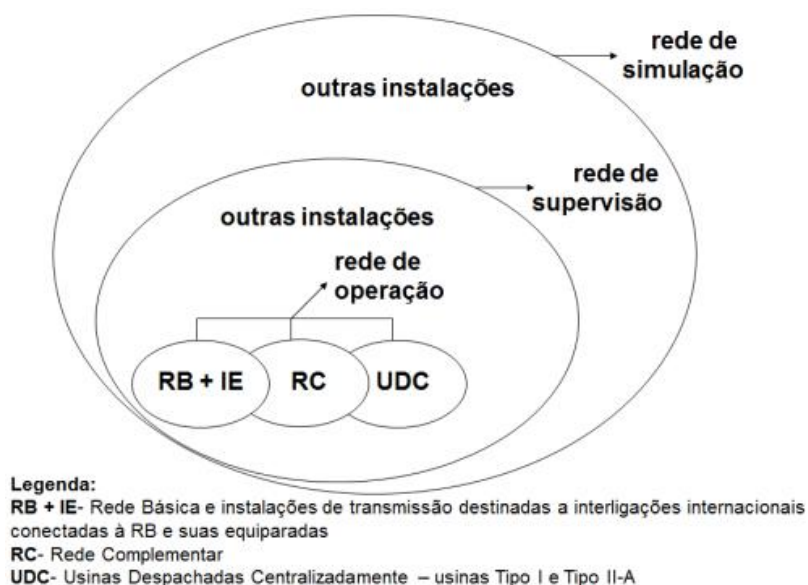 rede de
simulação
outras instalações
rede de
supervisão
outras instalações
rede de
operação
RB + IE
RC
UDC
Legenda:
RB + IE- Rede Básica e instalações de transmissão destinadas a interligações internacionais
conectadas à RB e suas equiparadas
RC- Rede Complementar
UDC- Usinas Despachadas Centralizadamente – usinas Tipo I e Tipo II-A